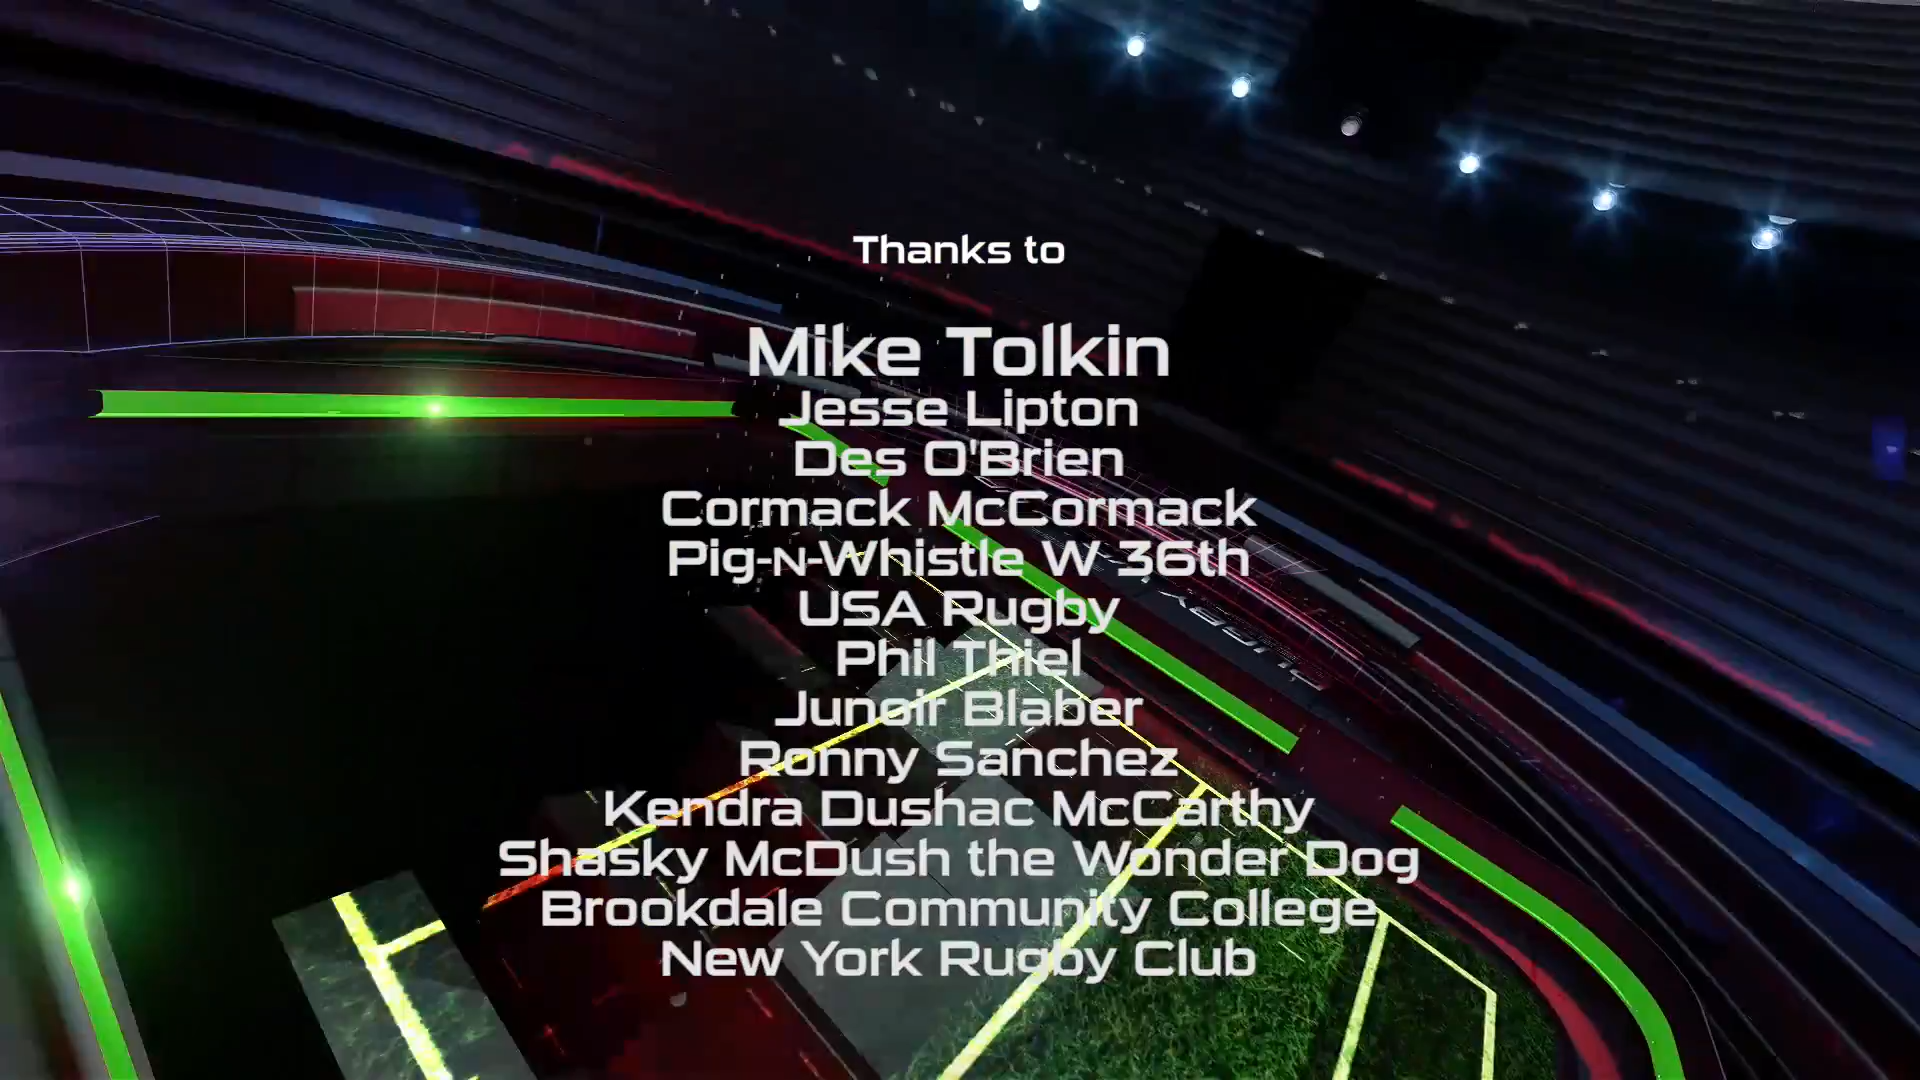 Thanks to
Mike Tolkin
Jesse Lipton
Des O'Brien
Cormack McCormack
Pig-N-Whistle W 36th
USA Rugby
Phil Thiel
Junoir Blaber
Ronny Sanchez
Kendra Dushac McCarthy
Shasky McDush the Wonder Dog
Brookdale Community College
New York Rugby Club